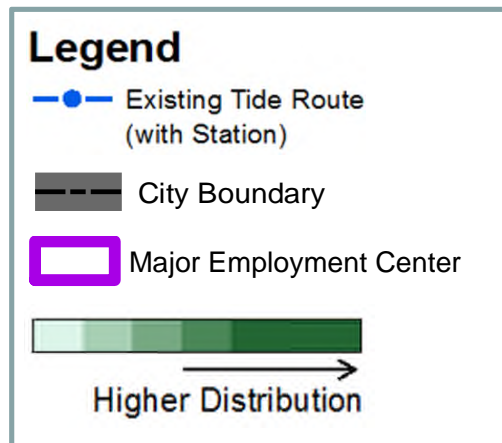 Legend
Existing Tide Route
(with Station)
City Boundary
Major Employment Center
Higher Distribution